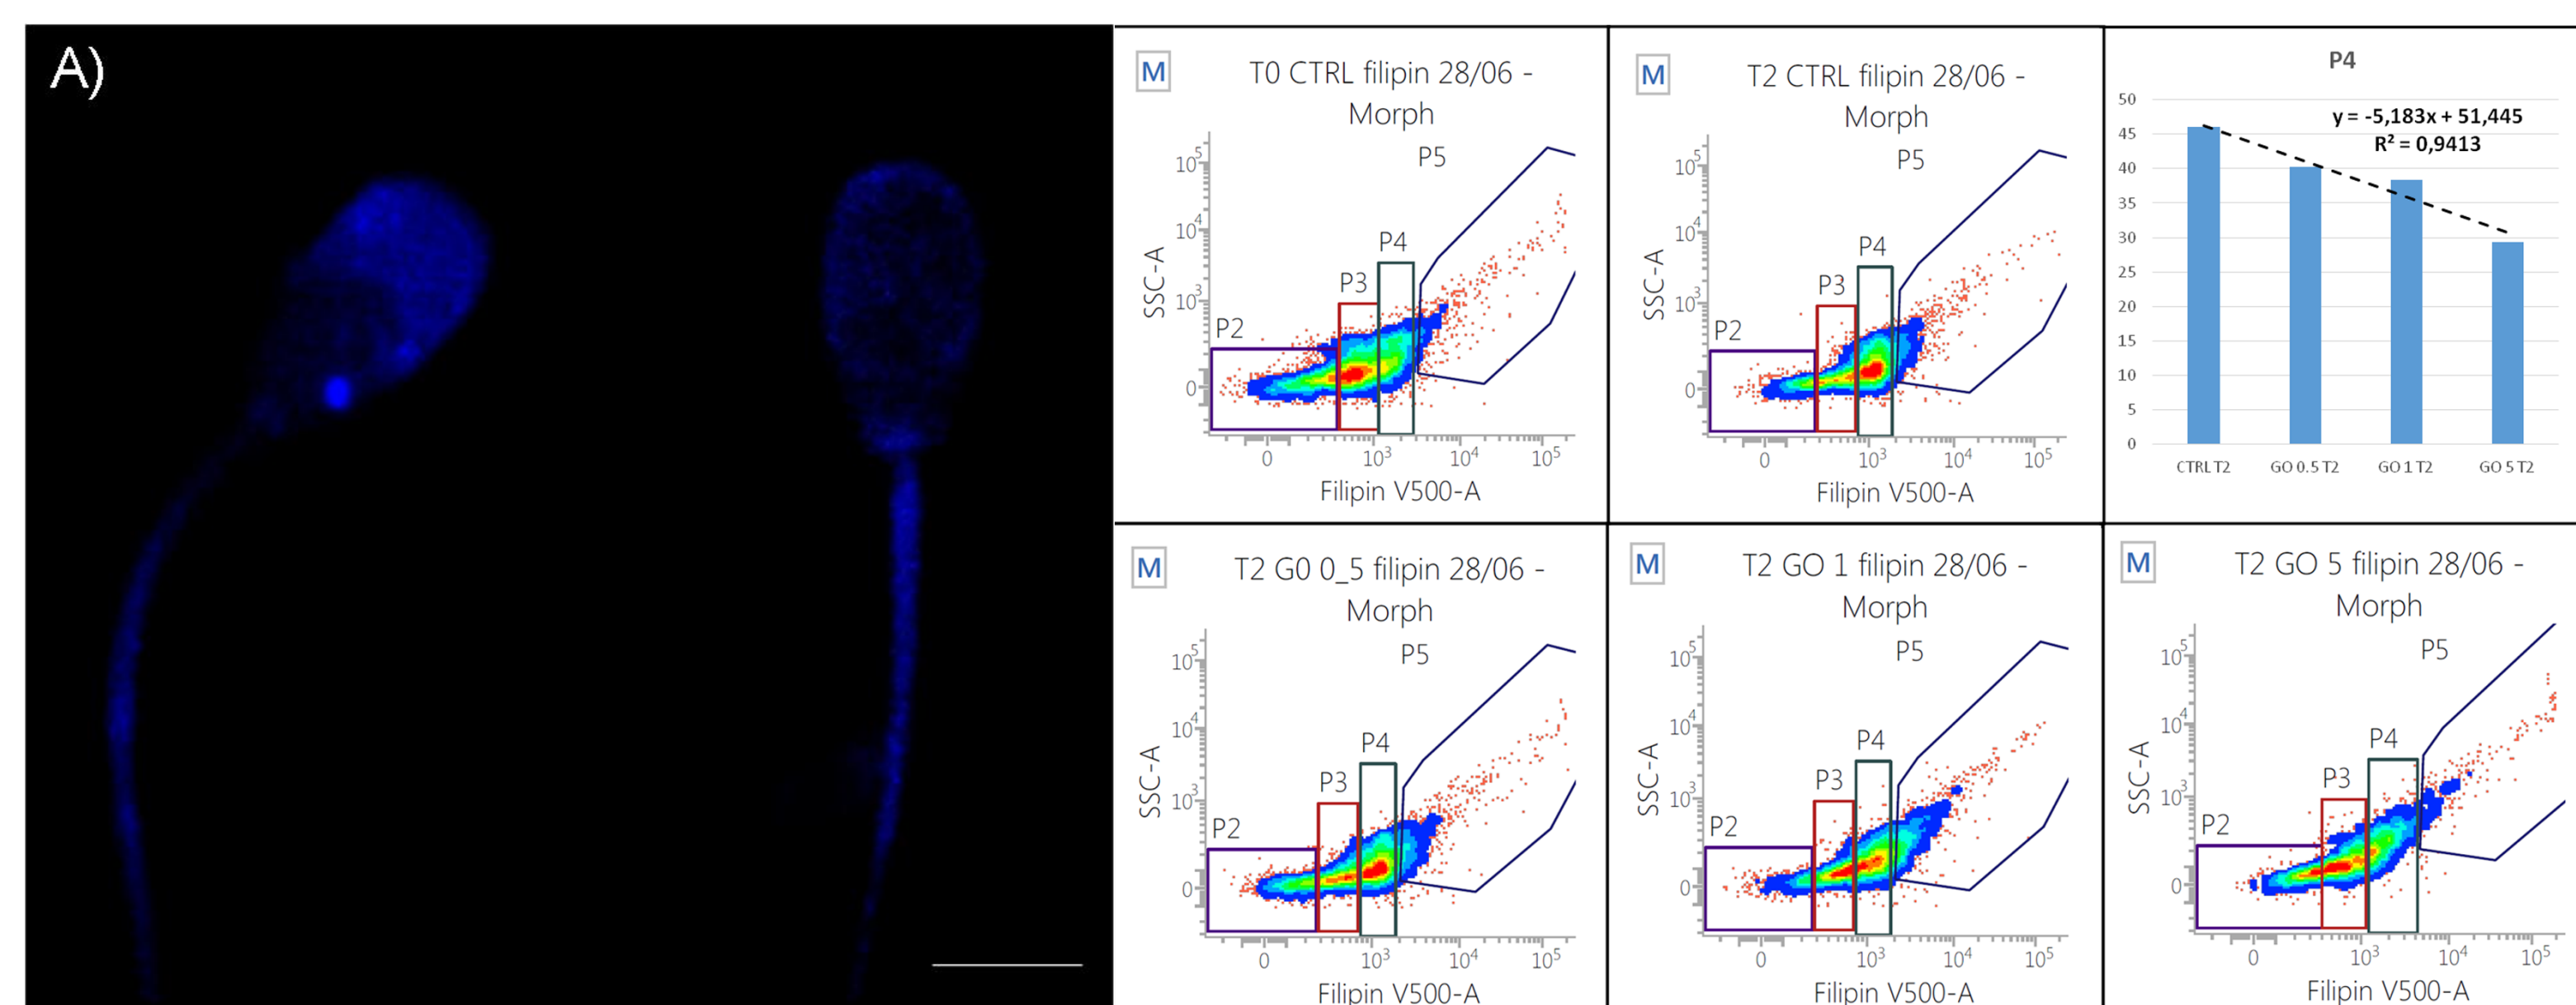 A)
M
T0 CTRL filipin 28/06 -
Morph
P5
P4
P3
P2
10^5
10^4
10^3
0
SSC-A
0
10^3
10^4
10^5
Filipin V500-A
M
T2 CTRL filipin 28/06 -
Morph
P5
P4
P3
P2
10^5
10^4
10^3
0
SSC-A
0
10^3
10^4
10^5
Filipin V500-A
P4
y = -5,183x + 51,445
R² = 0,9413
50
45
40
35
30
25
20
15
10
5
0
CTRL T2
GO 0.5 T2
GO 1 T2
GO 5 T2
M
T2 G0 0_5 filipin 28/06 -
Morph
P5
P4
P3
P2
10^5
10^4
10^3
0
SSC-A
0
10^3
10^4
10^5
Filipin V500-A
M
T2 GO 1 filipin 28/06 -
Morph
P5
P4
P3
P2
10^5
10^4
10^3
0
SSC-A
0
10^3
10^4
10^5
Filipin V500-A
M
T2 GO 5 filipin 28/06 -
Morph
P5
P4
P3
P2
10^5
10^4
10^3
0
SSC-A
0
10^3
10^4
10^5
Filipin V500-A